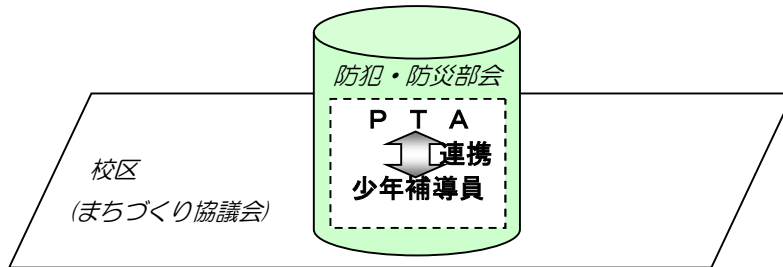 防犯・防災部会
Ｐ Ｔ Ａ
連携
少年補導員
校区
(まちづくり協議会)